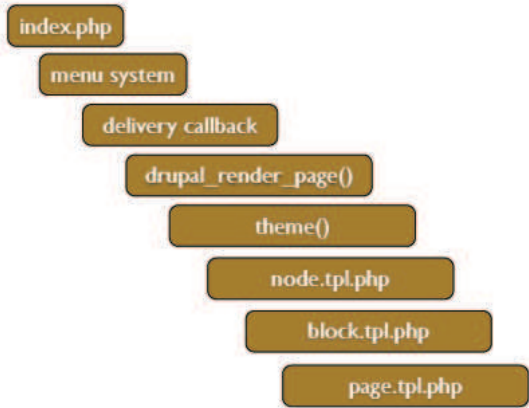 index.php
menu system
delivery callback
drupal_render_page()
theme()
node.tpl.php
block.tpl.php
page.tpl.php